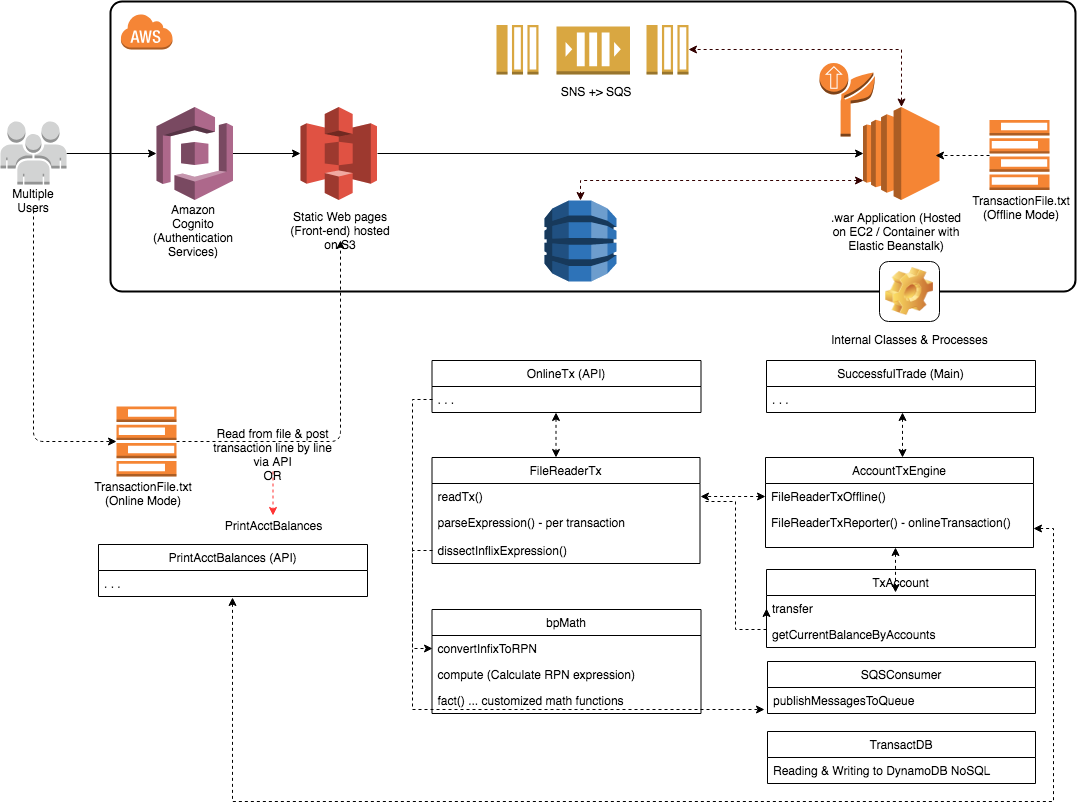 AWS
SNS +> SQS
Multiple
Users
Amazon
Cognito
(Authentication
Services)
Static Web pages
(Front-end) hosted
on S3
.war Application (Hosted
on EC2 / Container with
Elastic Beanstalk)
TransactionFile.txt
(Offline Mode)
Internal Classes & Processes
OnlineTx (API)
. . .
SuccessfulTrade (Main)
. . .
TransactionFile.txt
(Online Mode)
Read from file & post
transaction line by line
via API
OR
PrintAcctBalances
PrintAcctBalances (API)
. . .
FileReaderTx
readTx()
parseExpression() - per transaction
dissectInflixExpression()
AccountTxEngine
FileReaderTxOffline()
FileReaderTxReporter() - onlineTransaction()
TxAccount
transfer
getCurrentBalanceByAccounts
bpMath
convertInfixToRPN
compute (Calculate RPN expression)
fact() ... customized math functions
SQSConsumer
publishMessagesToQueue
TransactDB
Reading & Writing to DynamoDB NoSQL